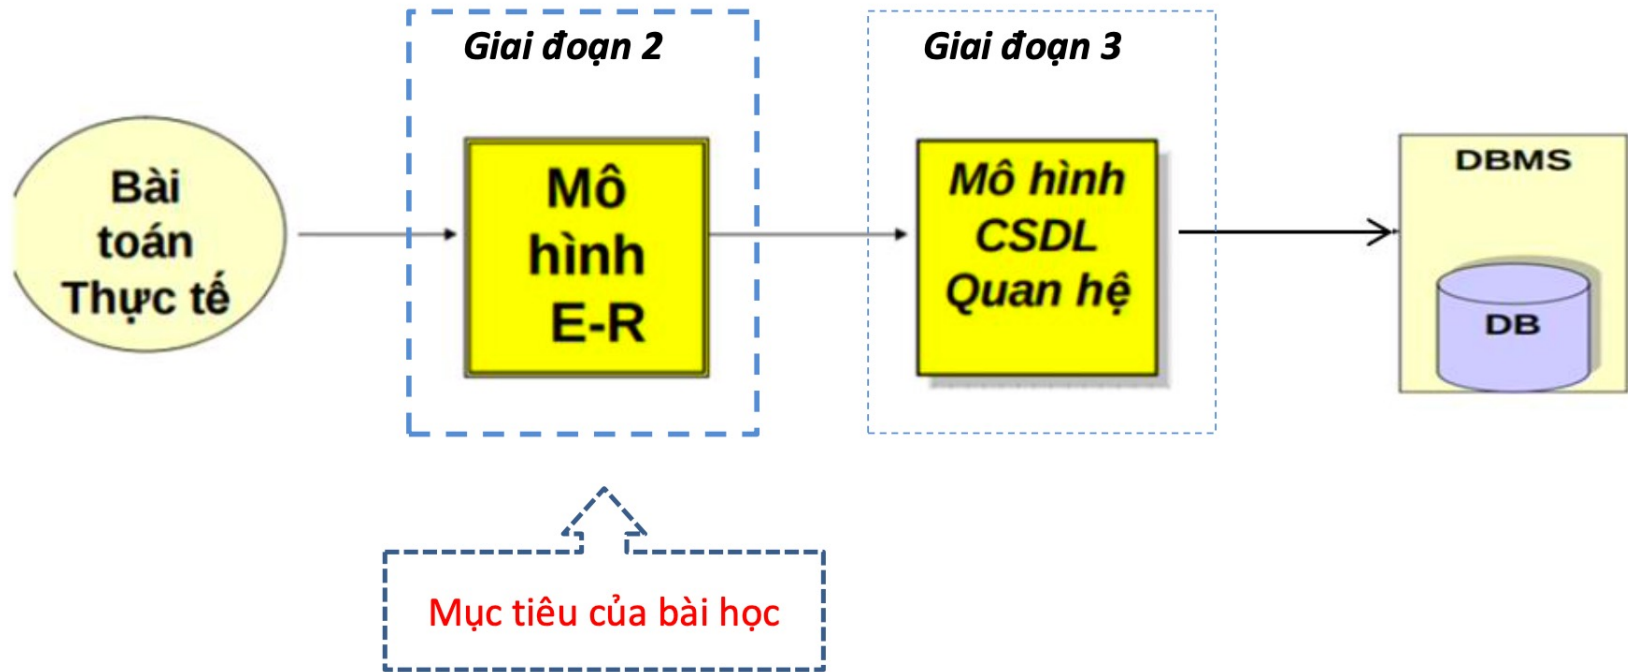 Giai đoạn 2
Giai đoạn 3
Bài
toán
Thực tế
Mô
hình
E-R
Mô hình
CSDL
Quan hệ
DBMS
DB
Mục tiêu của bài học